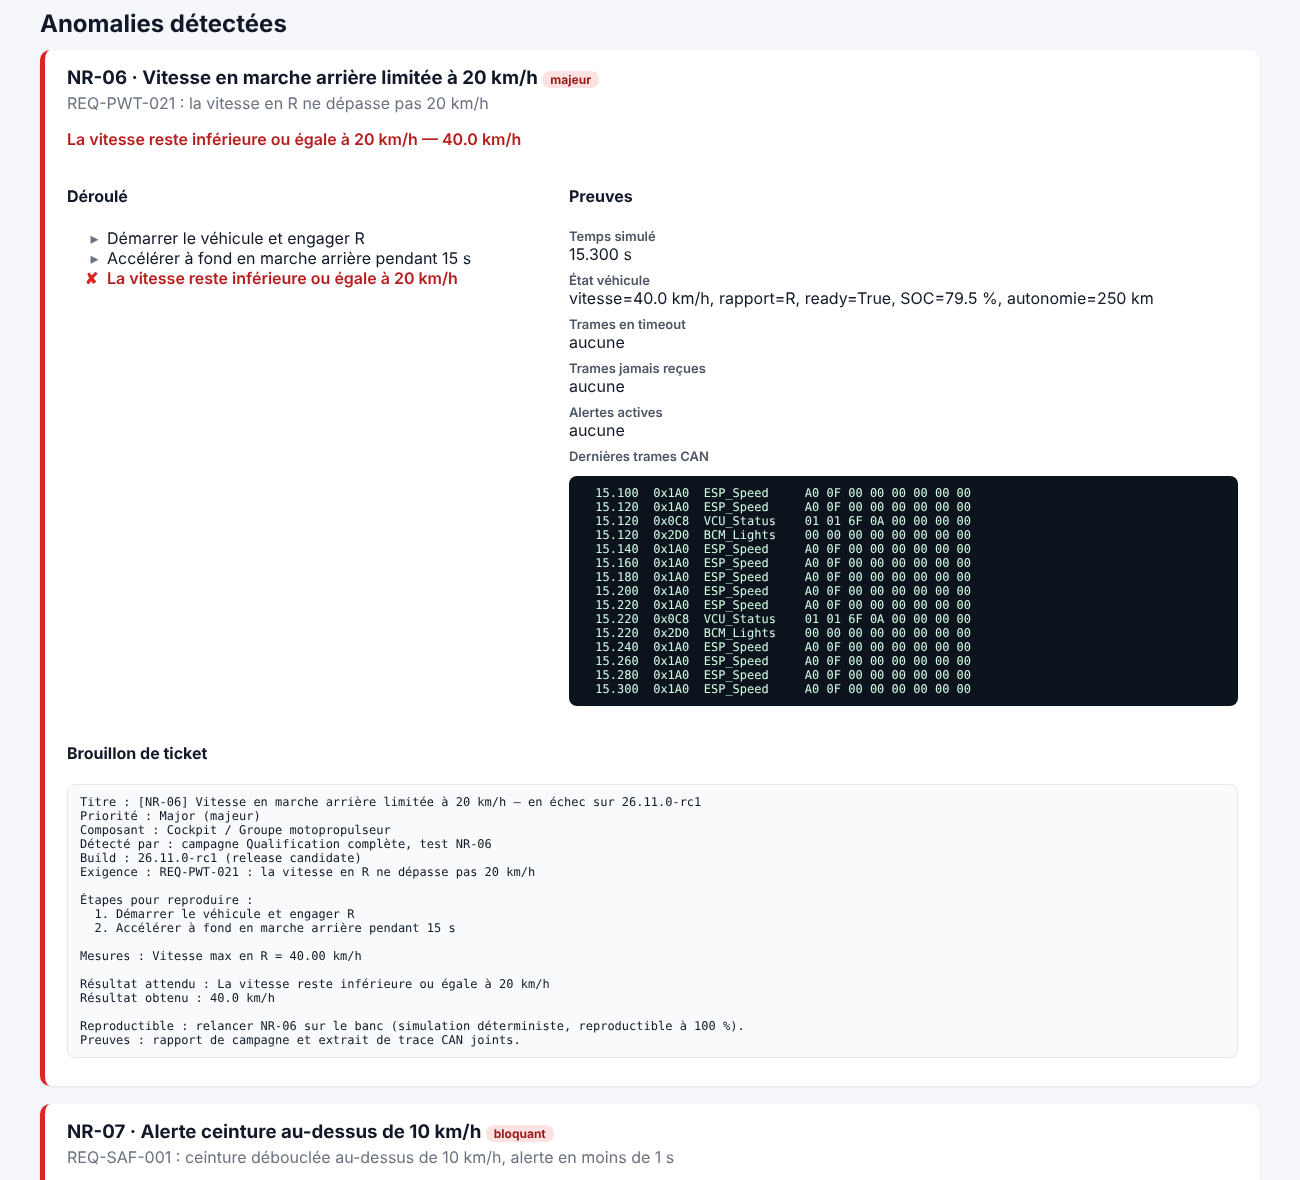 Anomalies détectées
NR-06 · Vitesse en marche arrière limitée à 20 km/h majeur
REQ-PWT-021 : la vitesse en R ne dépasse pas 20 km/h
La vitesse reste inférieure ou égale à 20 km/h — 40.0 km/h
Déroulé
▸ Démarrer le véhicule et engager R
▸ Accélérer à fond en marche arrière pendant 15 s
✘ La vitesse reste inférieure ou égale à 20 km/h
Preuves
Temps simulé
15.300 s
État véhicule
vitesse=40.0 km/h, rapport=R, ready=True, SOC=79.5 %, autonomie=250 km
Trames en timeout
aucune
Trames jamais reçues
aucune
Alertes actives
aucune
Dernières trames CAN
15.100 0x1A0 ESP_Speed A0 0F 00 00 00 00 00 00
15.120 0x1A0 ESP_Speed A0 0F 00 00 00 00 00 00
15.120 0x0C8 VCU_Status 01 01 6F 0A 00 00 00 00
15.120 0x2D0 BCM_Lights 00 00 00 00 00 00 00 00
15.140 0x1A0 ESP_Speed A0 0F 00 00 00 00 00 00
15.160 0x1A0 ESP_Speed A0 0F 00 00 00 00 00 00
15.180 0x1A0 ESP_Speed A0 0F 00 00 00 00 00 00
15.200 0x1A0 ESP_Speed A0 0F 00 00 00 00 00 00
15.220 0x1A0 ESP_Speed A0 0F 00 00 00 00 00 00
15.220 0x0C8 VCU_Status 01 01 6F 0A 00 00 00 00
15.220 0x2D0 BCM_Lights 00 00 00 00 00 00 00 00
15.240 0x1A0 ESP_Speed A0 0F 00 00 00 00 00 00
15.260 0x1A0 ESP_Speed A0 0F 00 00 00 00 00 00
15.280 0x1A0 ESP_Speed A0 0F 00 00 00 00 00 00
15.300 0x1A0 ESP_Speed A0 0F 00 00 00 00 00 00
Brouillon de ticket
Titre : [NR-06] Vitesse en marche arrière limitée à 20 km/h — en échec sur 26.11.0-rc1
Priorité : Major (majeur)
Composant : Cockpit / Groupe motopropulseur
Détecté par : campagne Qualification complète, test NR-06
Build : 26.11.0-rc1 (release candidate)
Exigence : REQ-PWT-021 : la vitesse en R ne dépasse pas 20 km/h
Étapes pour reproduire :
1. Démarrer le véhicule et engager R
2. Accélérer à fond en marche arrière pendant 15 s
Mesures : Vitesse max en R = 40.00 km/h
Résultat attendu : La vitesse reste inférieure ou égale à 20 km/h
Résultat obtenu : 40.0 km/h
Reproductible : relancer NR-06 sur le banc (simulation déterministe, reproductible à 100 %).
Preuves : rapport de campagne et extrait de trace CAN joints.
NR-07 · Alerte ceinture au-dessus de 10 km/h bloquant
REQ-SAF-001 : ceinture débouclée au-dessus de 10 km/h, alerte en moins de 1 s